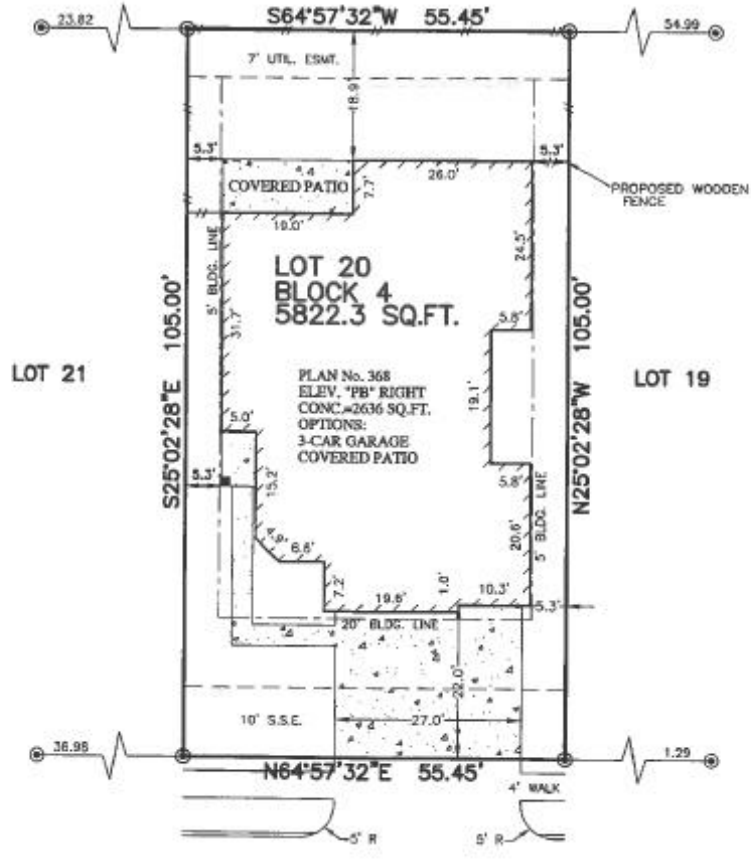 S64°57'32"W 55.45'
23.82
54.99
7' UTIL. ESMT.
18.9'
5.3'
5.3'
4.4
COVERED PATIO
7.7'
26.0'
PROPOSED WOODEN
FENCE
19.0'
5' BLDG. LINE
24.5'
LOT 20
BLOCK 4
5822.3 SQ.FT.
S25°02'28"E 105.00'
31.7'
5.8'
N25°02'28"W 105.00'
LOT 21
LOT 19
PLAN No. 368
ELEV. "PB" RIGHT
CONC.=2636 SQ.FT.
OPTIONS:
3-CAR GARAGE
COVERED PATIO
19.1'
5.0'
5.3'
15.2'
5.8'
5' BLDG. LINE
20.6'
4.9'
6.6'
7.2'
19.6'
1.0'
10.3'
5.3'
20' BLDG. LINE
22.0'
10' S.S.E.
27.0'
36.98
1.29
N64°57'32"E 55.45'
4' WALK
5' R
5' R